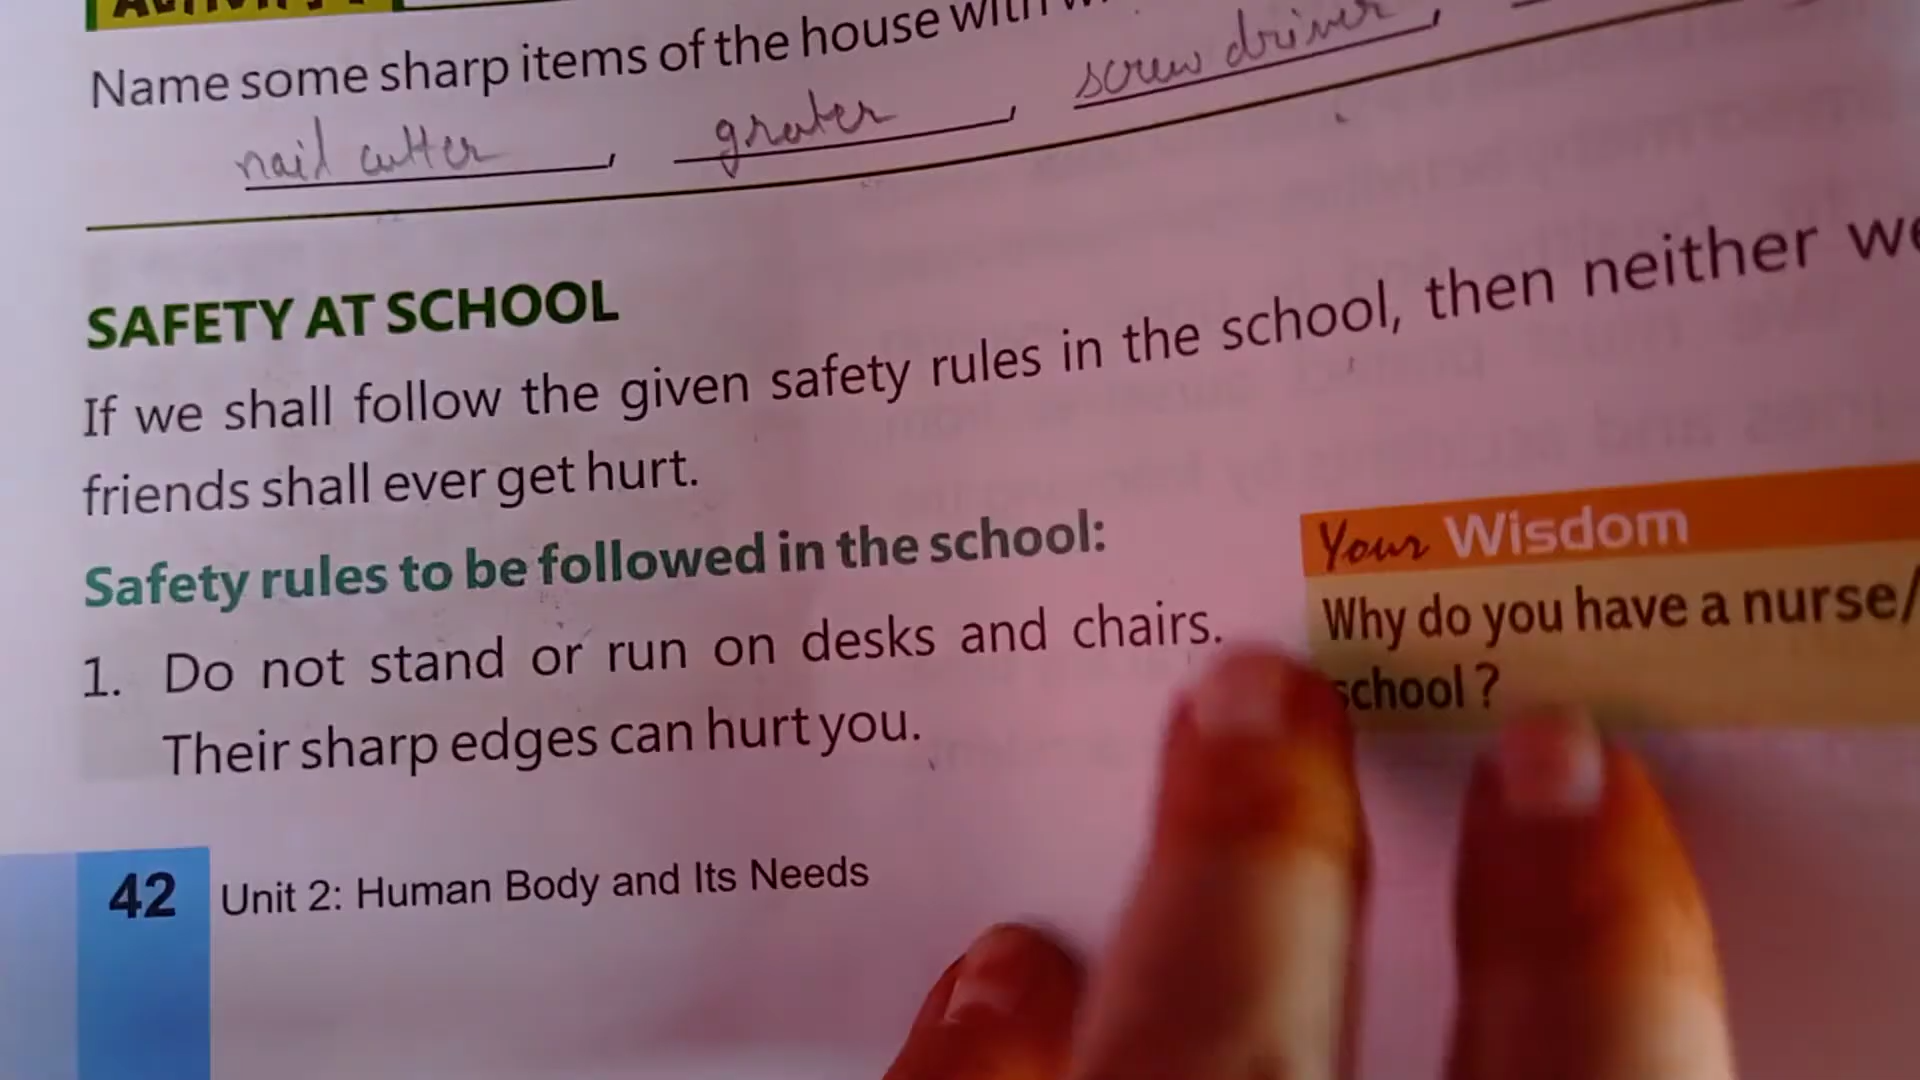 Name some sharp items of the house with
nail cutter, grater, screw driver,
SAFETY AT SCHOOL
If we shall follow the given safety rules in the school, then neither we
friends shall ever get hurt.
Safety rules to be followed in the school:
1. Do not stand or run on desks and chairs.
Their sharp edges can hurt you.
Your Wisdom
Why do you have a nurse/
school ?
42 Unit 2: Human Body and Its Needs